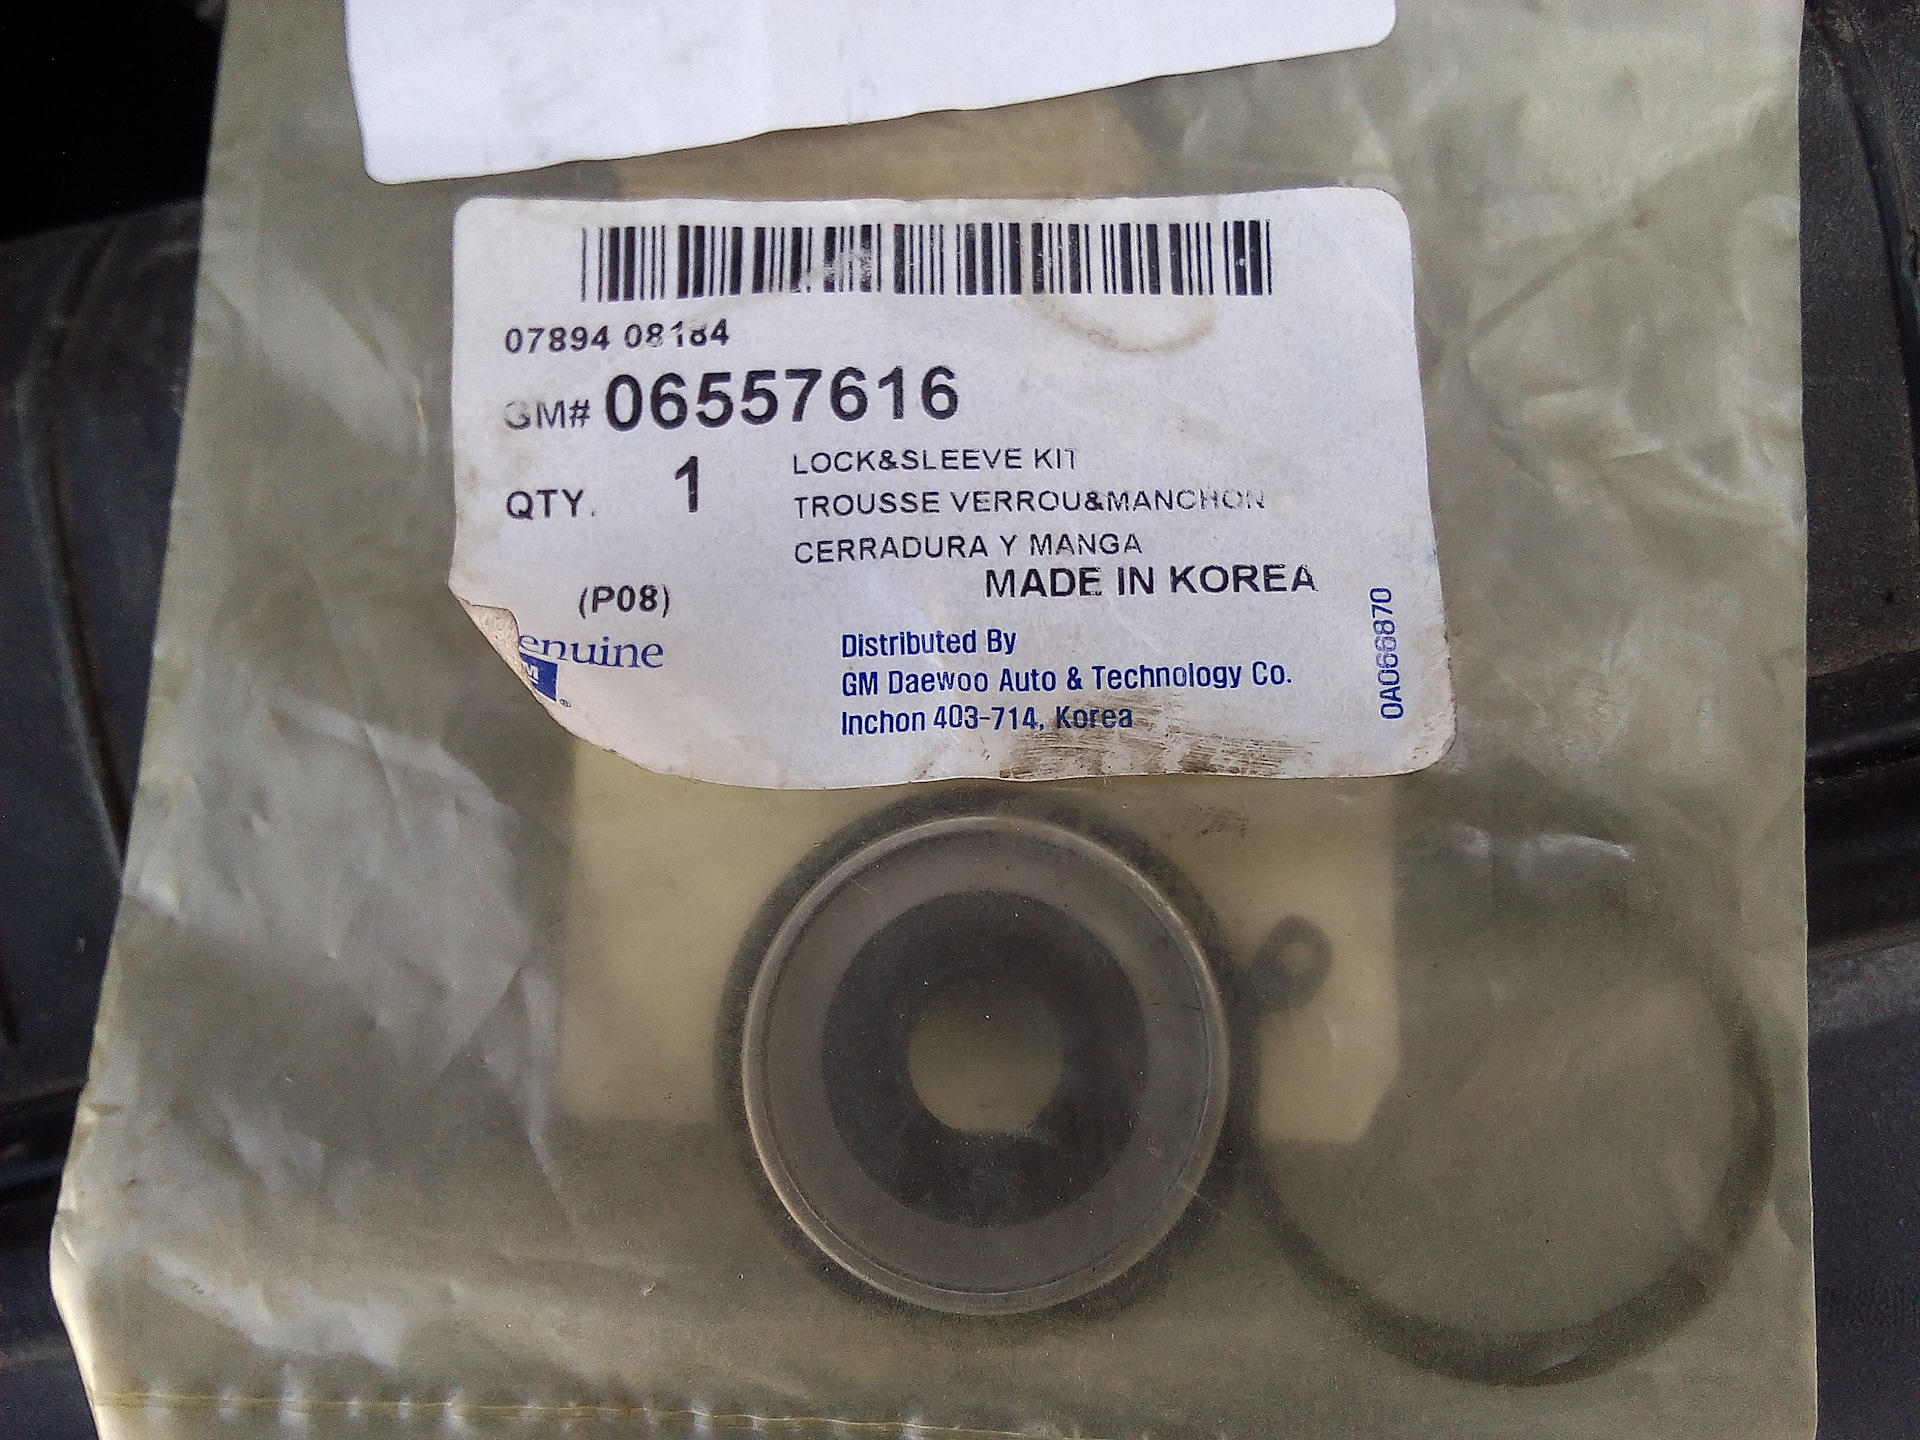 07894 08184
GM# 06557616
QTY. 1
LOCK&SLEEVE KIT
TROUSSE VERROU&MANCHON
CERRADURA Y MANGA
MADE IN KOREA
(P08)
enuine
M
®
Distributed By
GM Daewoo Auto & Technology Co.
Inchon 403-714, Korea
0A066870